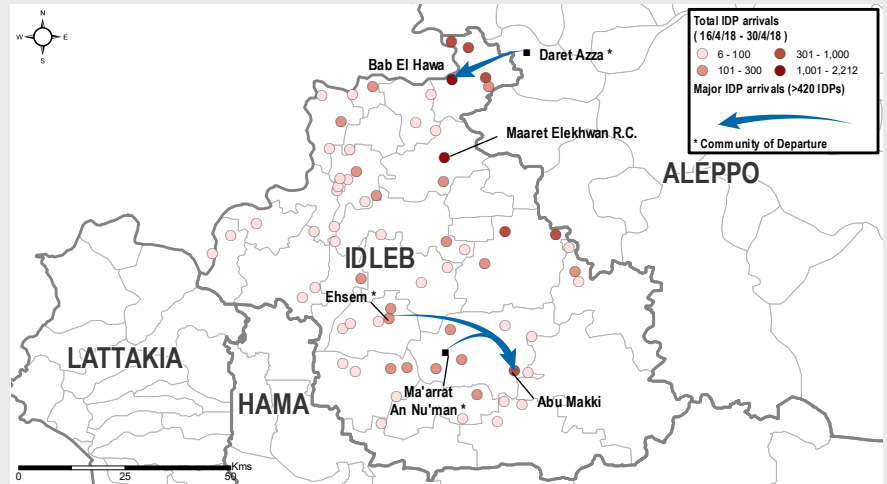 N
W E
S
Total IDP arrivals
( 16/4/18 - 30/4/18 )
6 - 100
301 - 1,000
101 - 300
1,001 - 2,212
Major IDP arrivals (>420 IDPs)
* Community of Departure
Bab El Hawa
Daret Azza *
Maaret Elekhwan R.C.
ALEPPO
IDLEB
Ehsem *
LATTAKIA
HAMA
Ma'arrat
An Nu'man *
Abu Makki
0 25 50 Kms